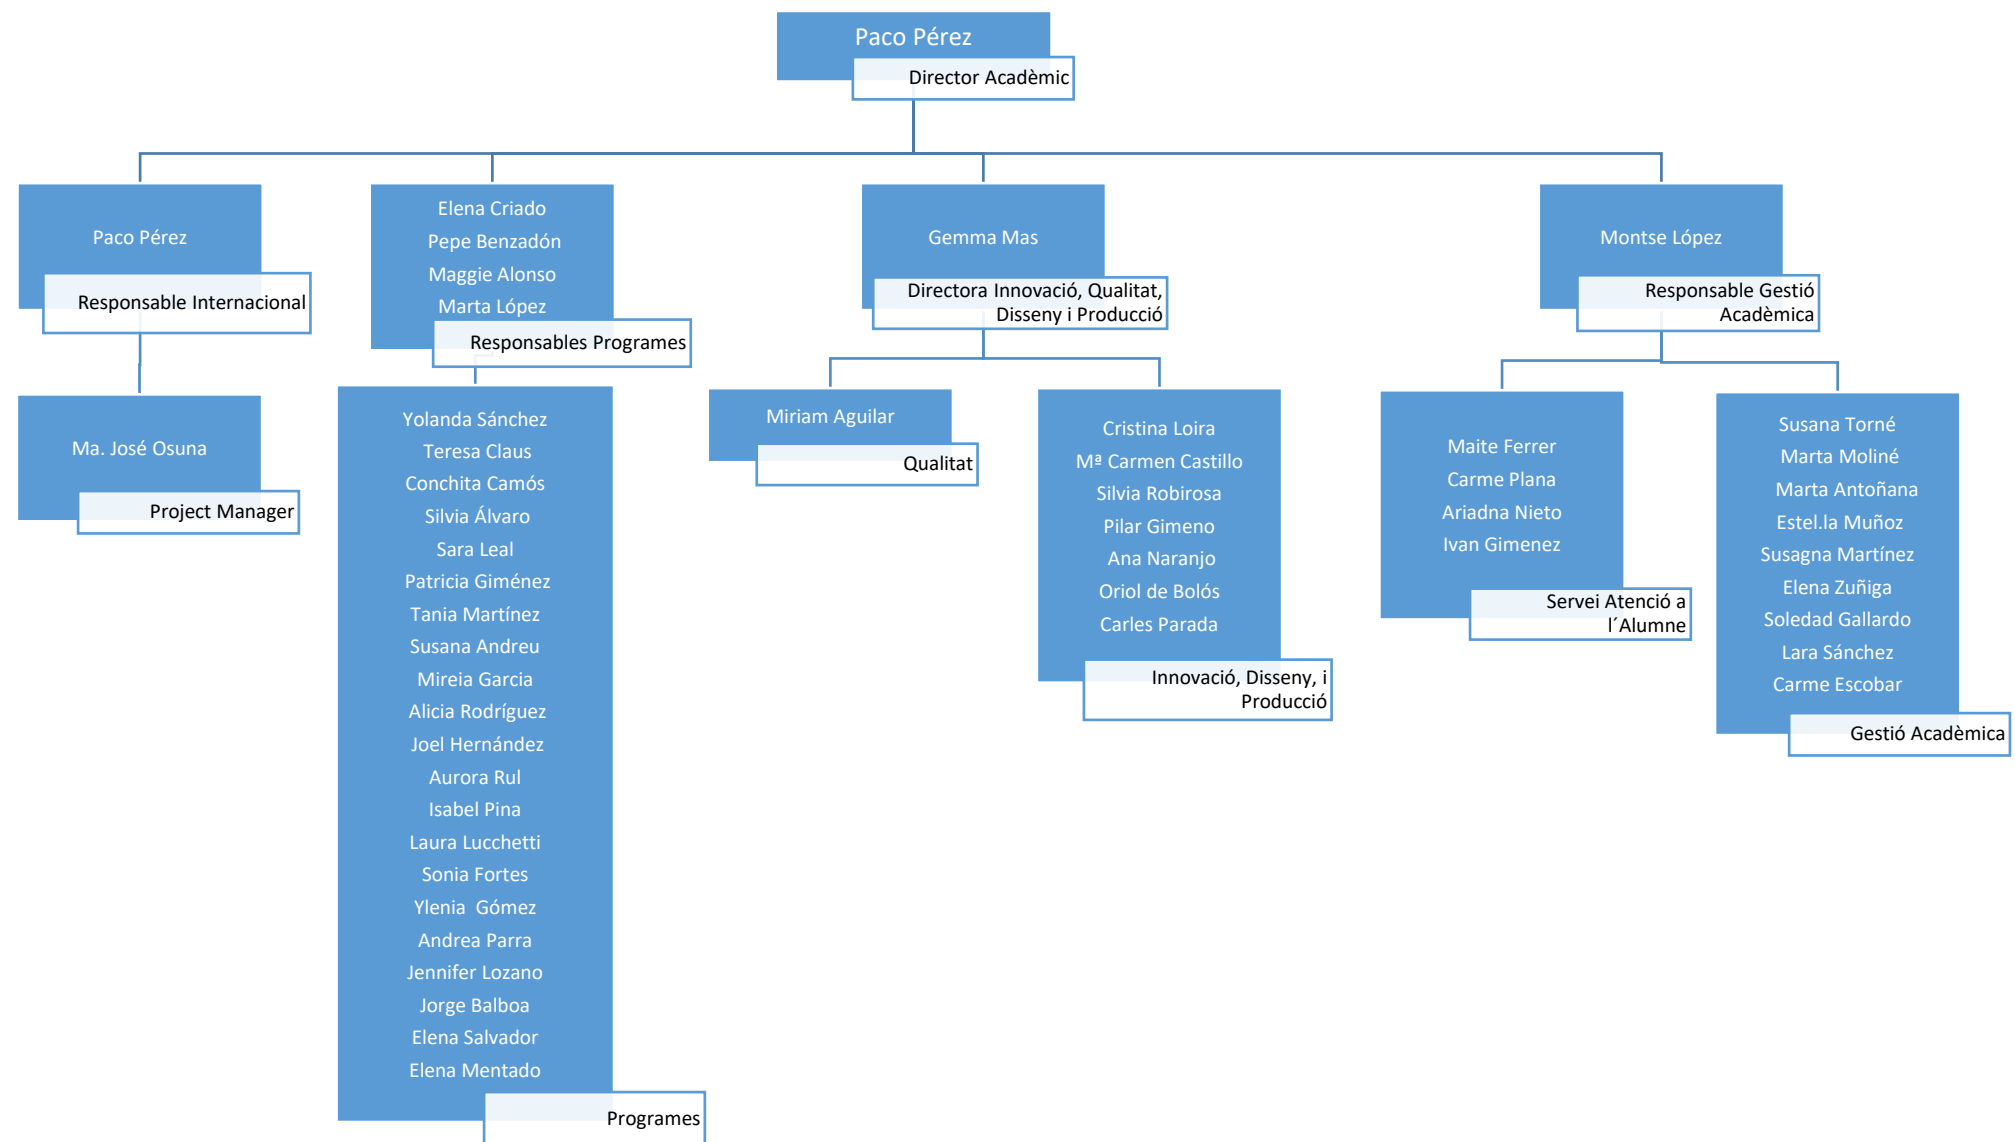 Paco Pérez
Director Acadèmic
Paco Pérez
Responsable Internacional
Elena Criado
Pepe Benzadón
Maggie Alonso
Marta López
Responsables Programes
Gemma Mas
Directora Innovació, Qualitat,
Disseny i Producció
Montse López
Responsable Gestió
Acadèmica
Ma. José Osuna
Project Manager
Yolanda Sánchez
Teresa Claus
Conchita Camós
Silvia Álvaro
Sara Leal
Patricia Giménez
Tania Martínez
Susana Andreu
Mireia Garcia
Alicia Rodríguez
Joel Hernández
Aurora Rul
Isabel Pina
Laura Lucchetti
Sonia Fortes
Ylenia  Gómez
Andrea Parra
Jennifer Lozano
Jorge Balboa
Elena Salvador
Elena Mentado
Programes
Miriam Aguilar
Qualitat
Cristina Loira
Mª Carmen Castillo
Silvia Robirosa
Pilar Gimeno
Ana Naranjo
Oriol de Bolós
Carles Parada
Innovació, Disseny, i
Producció
Maite Ferrer
Carme Plana
Ariadna Nieto
Ivan Gimenez
Servei Atenció a
l´Alumne
Susana Torné
Marta Moliné
Marta Antoñana
Estel.la Muñoz
Susagna Martínez
Elena Zuñiga
Soledad Gallardo
Lara Sánchez
Carme Escobar
Gestió Acadèmica